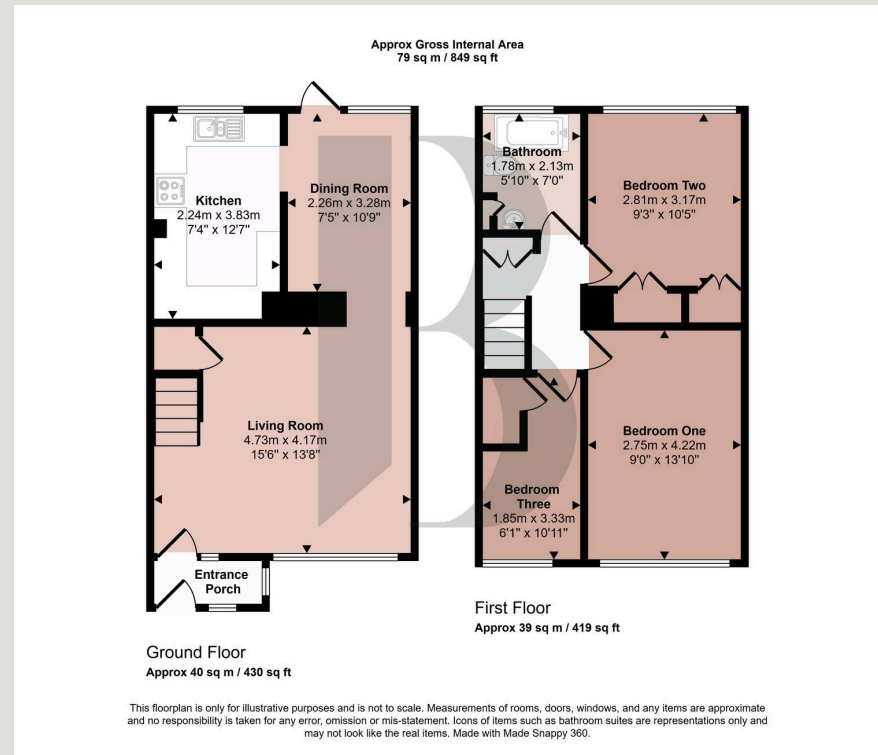 Approx Gross Internal Area
79 sq m / 849 sq ft
Kitchen
2.24m x 3.83m
7'4" x 12'7"
Dining Room
2.26m x 3.28m
7'5" x 10'9"
Living Room
4.73m x 4.17m
15'6" x 13'8"
Entrance
Porch
Ground Floor
Approx 40 sq m / 430 sq ft
Bathroom
1.78m x 2.13m
5'10" x 7'0"
Bedroom Two
2.81m x 3.17m
9'3" x 10'5"
Bedroom One
2.75m x 4.22m
9'0" x 13'10"
Bedroom
Three
1.85m x 3.33m
6'1" x 10'11"
First Floor
Approx 39 sq m / 419 sq ft
B
This floorplan is only for illustrative purposes and is not to scale. Measurements of rooms, doors, windows, and any items are approximate
and no responsibility is taken for any error, omission or mis-statement. Icons of items such as bathroom suites are representations only and
may not look like the real items. Made with Made Snappy 360.